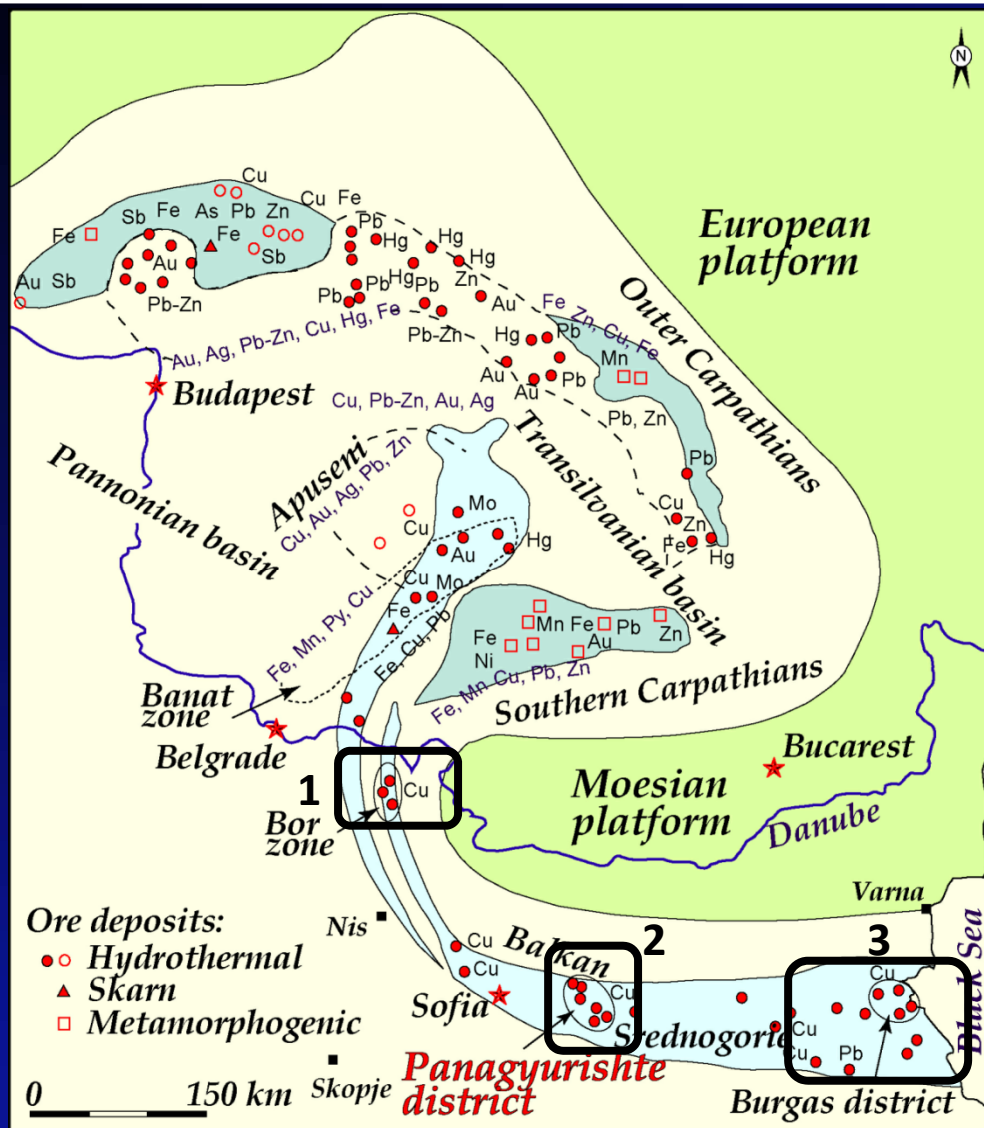 N
Cu
Cu
Fe
Sb
Fe
As
Pb
Zn
Fe
Fe
Pb
Hg
Hg
Sb
Au
Hg
Zn
Au Sb
Pb-Zn
Pb
Pb
Pb
Au
Pb-Zn
Fe
Zn, Cu, Fe
Au, Ag, Pb-Zn, Cu, Hg, Fe
Hg
Pb
Mn
Au
Au
Pb
Pb, Zn
Pb
Cu
Zn
Fe
Hg
European
platform
Outer Carpathians
Budapest
Cu, Pb-Zn, Au, Ag
Pannonian basin
Apuseni
Cu, Au, Ag, Pb, Zn
Transilvanian basin
Mo
Cu
Au
Hg
Cu
Mo
Fe
Fe, Mn, Py, Cu
Fe, Cu, Pb
Mn
Fe
Pb
Fe
Ni
Au
Zn
Fe, Mn Cu, Pb, Zn
Southern Carpathians
Banat
zone
Belgrade
Bucarest
1
Cu
Bor
zone
Moesian
platform
Danube
Varna
Black Sea
Ore deposits:
Hydrothermal
Skarn
Metamorphogenic
Nis
Cu
Cu
Balkan
2
3
Sofia
Cu
Srednogorie
Cu
Cu
Cu
Pb
Panagyurishte
district
Burgas district
Skopje
0
150 km